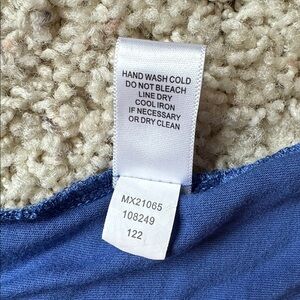 HAND WASH COLD
DO NOT BLEACH
LINE DRY
COOL IRON
IF NECESSARY
OR DRY CLEAN
MX21065
108249
122